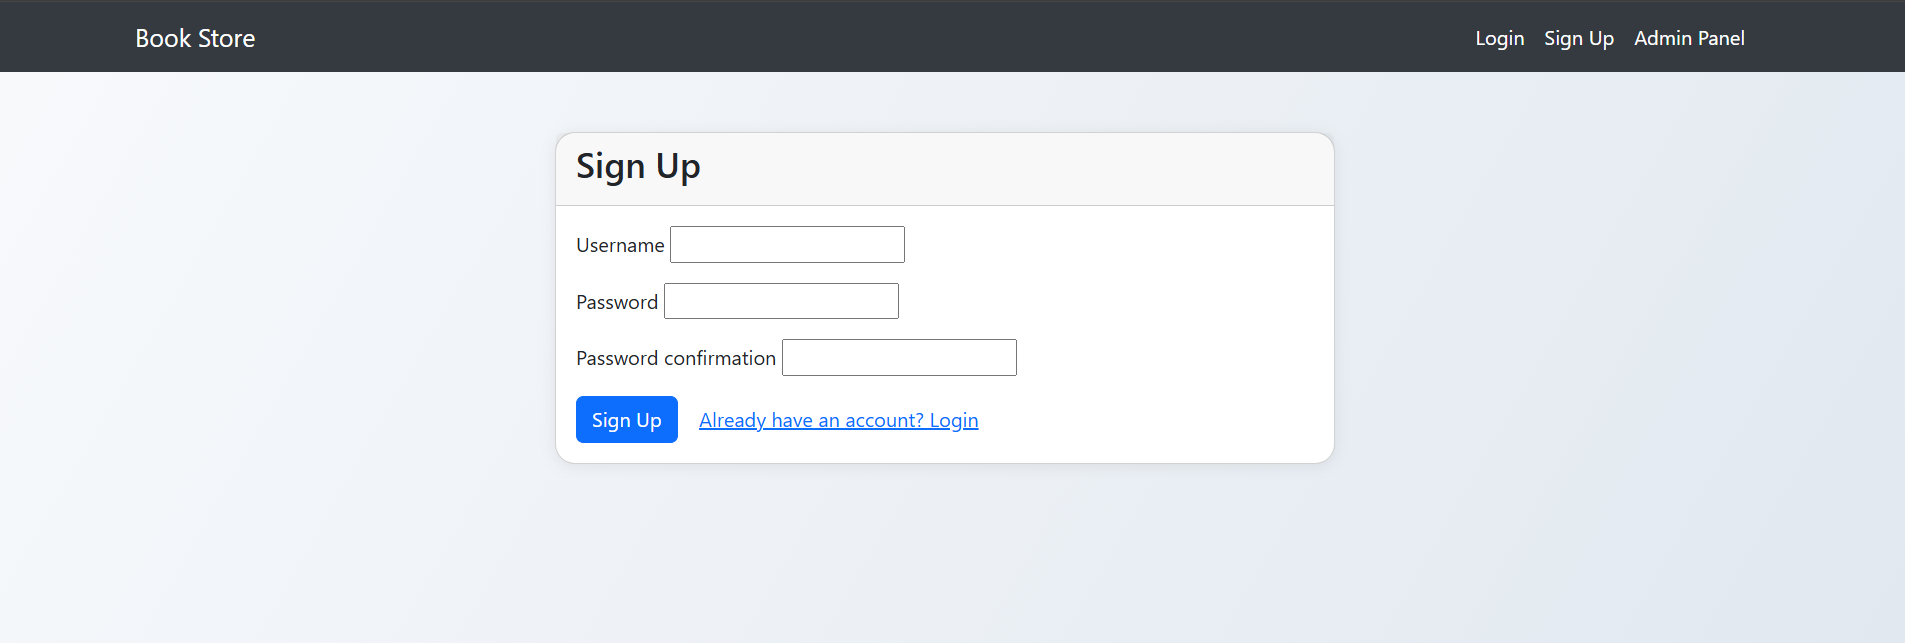 Book Store Login Sign Up Admin Panel
Sign Up
Username
Password
Password confirmation
Sign Up Already have an account? Login